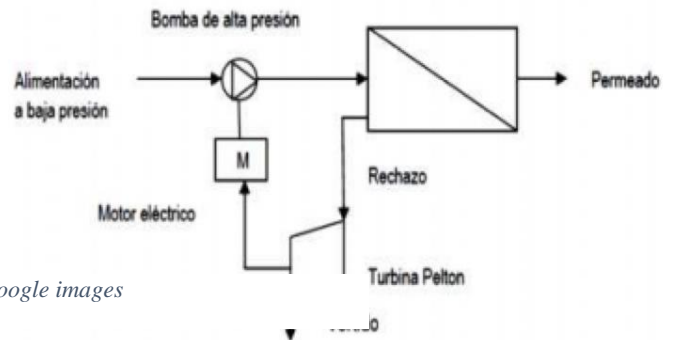 Bomba de alta presión
Alimentación
a baja presión
Permeado
M
Rechazo
Motor eléctrico
Turbina Pelton
oogle images